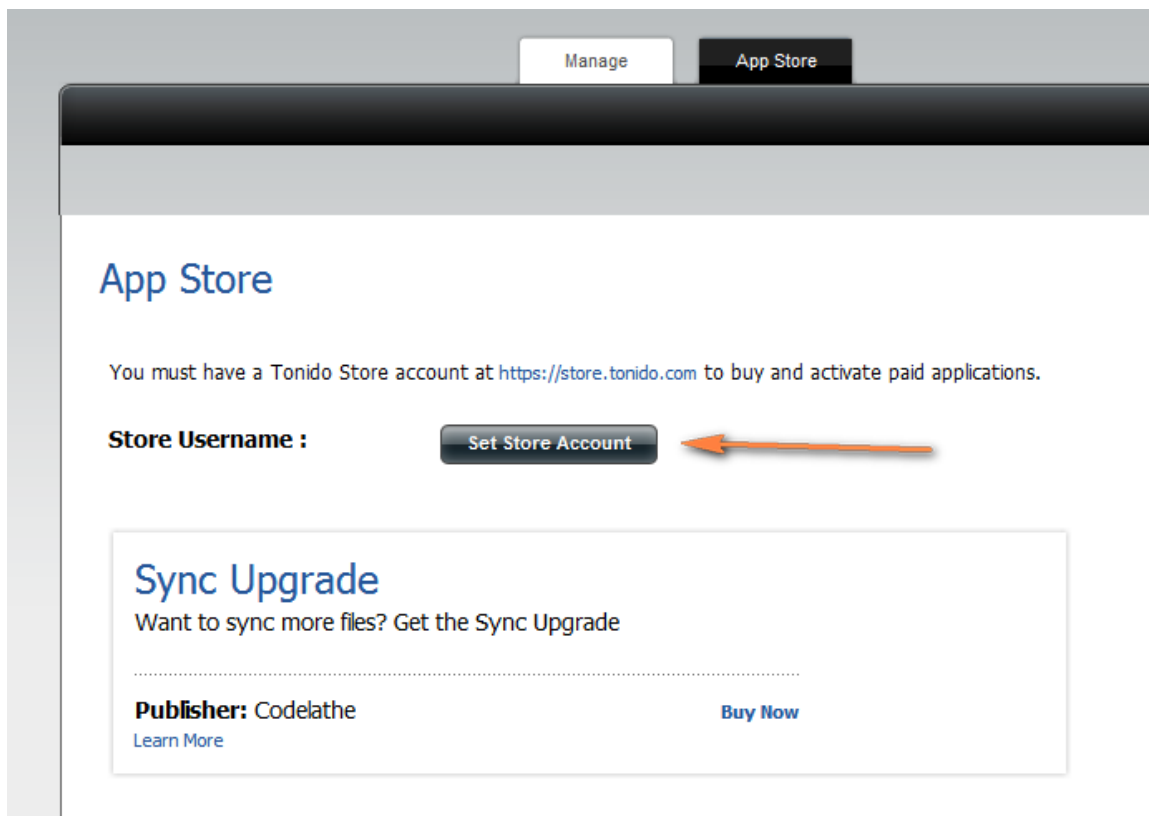 Manage
App Store
App Store
You must have a Tonido Store account at https://store.tonido.com to buy and activate paid applications.
Store Username :
Set Store Account
Sync Upgrade
Want to sync more files? Get the Sync Upgrade
Publisher: Codelathe
Buy Now
Learn More